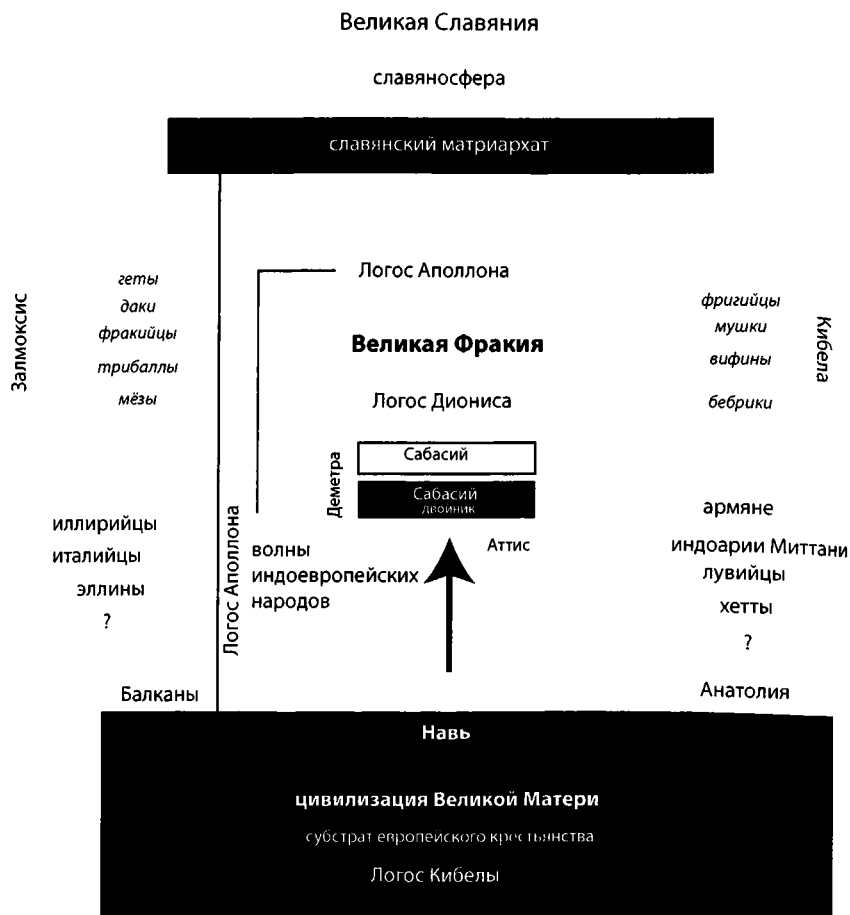 Великая Славяния
славяносфера
славянский матриархат
Залмоксис
геты
даки
фракийцы
трибаллы
мёзы
Логос Аполлона
Великая Фракия
Логос Диониса
Деметра
Сабасий
Сабасий
двойник
Аттис
фригийцы
мушки
вифины
бебрики
Кибела
иллирийцы
италийцы
эллины
?
Логос Аполлона
волны
индоевропейских
народов
армяне
индоарии Миттани
лувийцы
хетты
?
Балканы
Анатолия
Навь
цивилизация Великой Матери
субстрат европейского крестьянства
Логос Кибелы